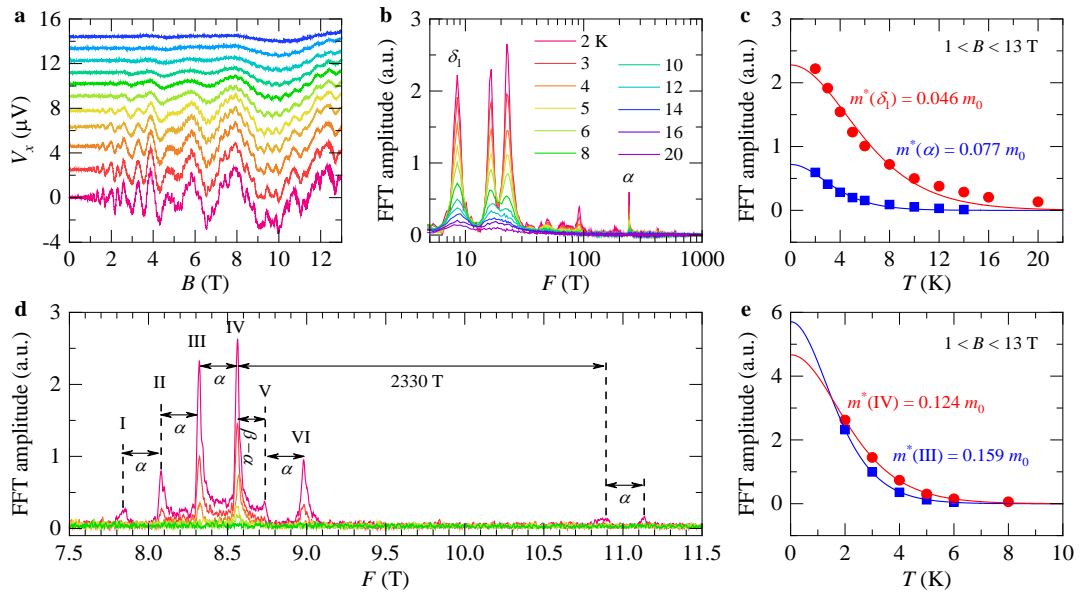 a
16
12
8
4
0
−4
V_x (μV)
0 2 4 6 8 10 12
B (T)
b
3
2
1
0
FFT amplitude (a.u.)
δ₁
α
2 K
3
4
5
6
8
10
12
14
16
20
10 100 1000
F (T)
c
3
2
1
0
FFT amplitude (a.u.)
1 < B < 13 T
m*(δ₁) = 0.046 m₀
m*(α) = 0.077 m₀
0 4 8 12 16 20
T (K)
d
3
2
1
0
FFT amplitude (a.u.)
I
II
III
IV
V
VI
α
α
α
β−α
α
2330 T
α
7.5 8.0 8.5 9.0 9.5 10.0 10.5 11.0 11.5
F (T)
e
6
4
2
0
FFT amplitude (a.u.)
1 < B < 13 T
m*(IV) = 0.124 m₀
m*(III) = 0.159 m₀
0 2 4 6 8 10
T (K)